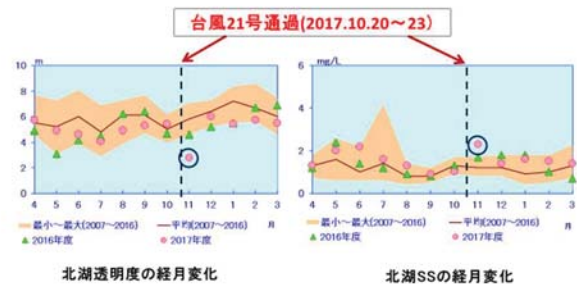 台風21号通過(2017.10.20～23)
m
10
8
6
4
2
0
4 5 6 7 8 9 10 11 12 1 2 3
月
最小～最大(2007～2016)
平均(2007～2016)
2016年度
2017年度
北湖透明度の経月変化
mg/L
6
4
2
0
4 5 6 7 8 9 10 11 12 1 2 3
月
最小～最大(2007～2016)
平均(2007～2016)
2016年度
2017年度
北湖SSの経月変化